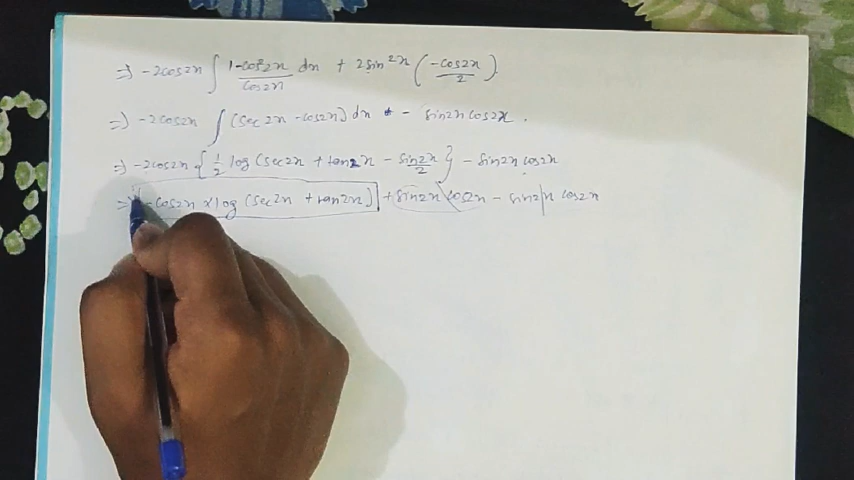 ⇒ -2cos2x ∫ 1-cos²2x / cos2x dx + 2sin2x (-cos2x / 2)
⇒ -2cos2x ∫ (sec2x - cos2x) dx - sin2x cos2x.
⇒ -2cos2x { 1/2 log (sec2x + tan2x - sin2x / 2 } - sin2x cos2x
⇒ -cos2x × log (sec2x + tan2x) + sin2x cos2x - sin2x cos2x